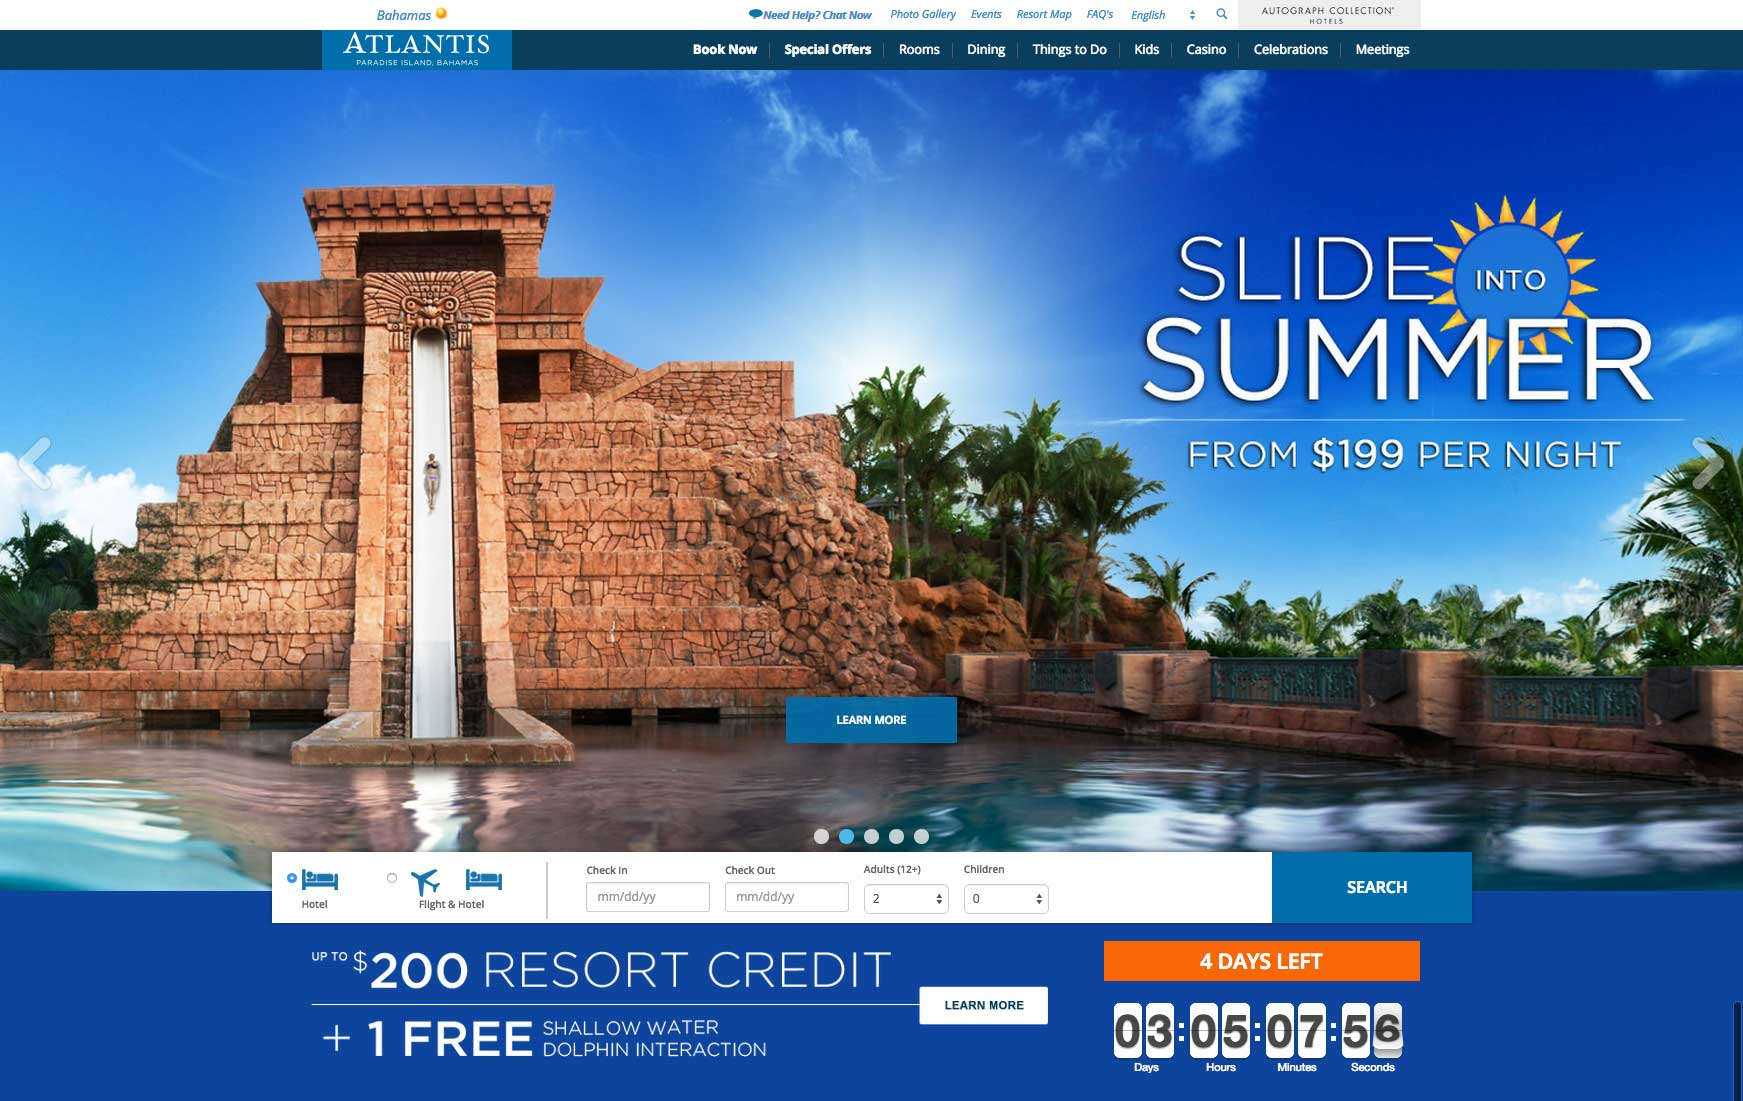 Bahamas
Need Help? Chat Now
Photo Gallery
Events
Resort Map
FAQ's
English
AUTOGRAPH COLLECTION®
HOTELS
ATLANTIS
PARADISE ISLAND, BAHAMAS
Book Now
Special Offers
Rooms
Dining
Things to Do
Kids
Casino
Celebrations
Meetings
SLIDE
INTO
SUMMER
FROM $199 PER NIGHT
LEARN MORE
Hotel
Flight & Hotel
Check In
mm/dd/yy
Check Out
mm/dd/yy
Adults (12+)
2
Children
0
SEARCH
UP TO $200 RESORT CREDIT
+ 1 FREE SHALLOW WATER
DOLPHIN INTERACTION
LEARN MORE
4 DAYS LEFT
03:05:07:56
Days Hours Minutes Seconds